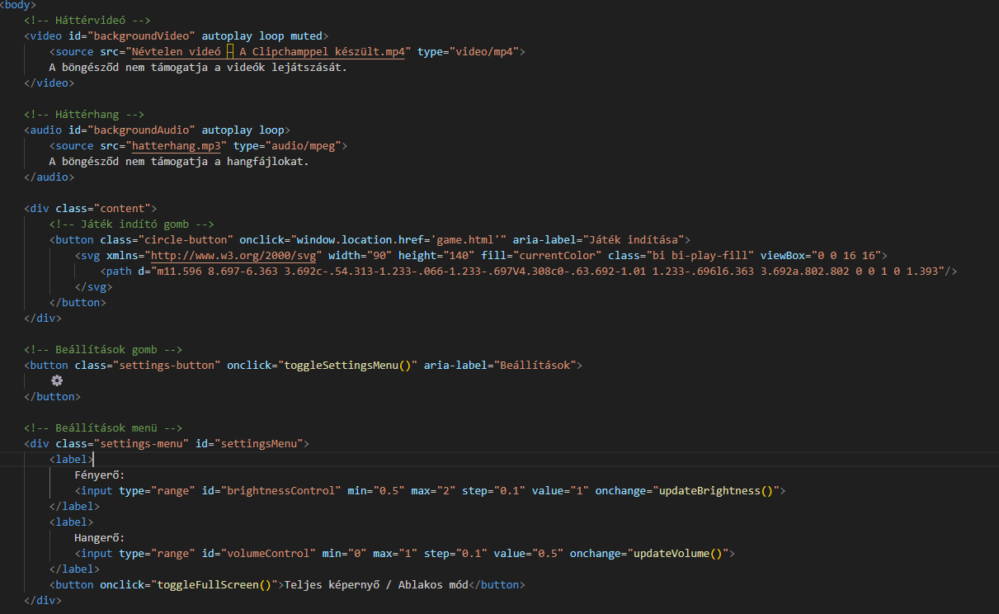 <body>
<!-- Háttérvideó -->
<video id="backgroundVideo" autoplay loop muted>
<source src="Névtelen videó – A Clipchamppel készült.mp4" type="video/mp4">
A böngésződ nem támogatja a videók lejátszását.
</video>
<!-- Háttérhang -->
<audio id="backgroundAudio" autoplay loop>
<source src="hatterhang.mp3" type="audio/mpeg">
A böngésződ nem támogatja a hangfájlokat.
</audio>
<div class="content">
<!-- Játék indító gomb -->
<button class="circle-button" onclick="window.location.href='game.html'" aria-label="Játék indítása">
<svg xmlns="http://www.w3.org/2000/svg" width="90" height="140" fill="currentColor" class="bi bi-play-fill" viewBox="0 0 16 16">
<path d="m11.596 8.697-6.363 3.692c-.54.313-1.233-.066-1.233-.697V4.308c0-.63.692-1.01 1.233-.696l6.363 3.692a.802.802 0 0 1 0 1.393"/>
</svg>
</button>
</div>
<!-- Beállítások gomb -->
<button class="settings-button" onclick="toggleSettingsMenu()" aria-label="Beállítások">
⚙
</button>
<!-- Beállítások menü -->
<div class="settings-menu" id="settingsMenu">
<label>
Fényerő:
<input type="range" id="brightnessControl" min="0.5" max="2" step="0.1" value="1" onchange="updateBrightness()">
</label>
<label>
Hangerő:
<input type="range" id="volumeControl" min="0" max="1" step="0.1" value="0.5" onchange="updateVolume()">
</label>
<button onclick="toggleFullScreen()">Teljes képernyő / Ablakos mód</button>
</div>